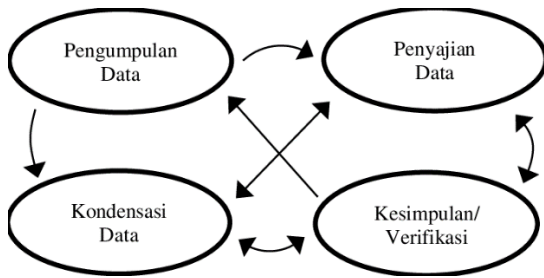 Pengumpulan
Data
Penyajian
Data
Kondensasi
Data
Kesimpulan/
Verifikasi